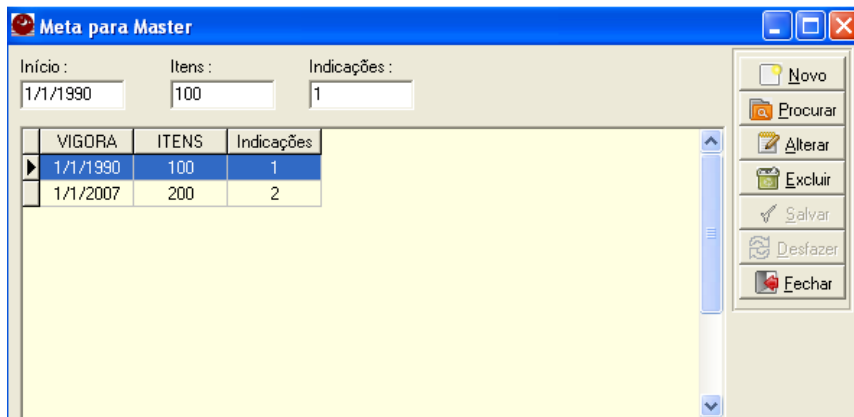 Meta para Master
Início : Itens : Indicações :
1/1/1990 100 1
VIGORA ITENS Indicações
1/1/1990 100 1
1/1/2007 200 2
Novo
Procurar
Alterar
Excluir
Salvar
Desfazer
Fechar